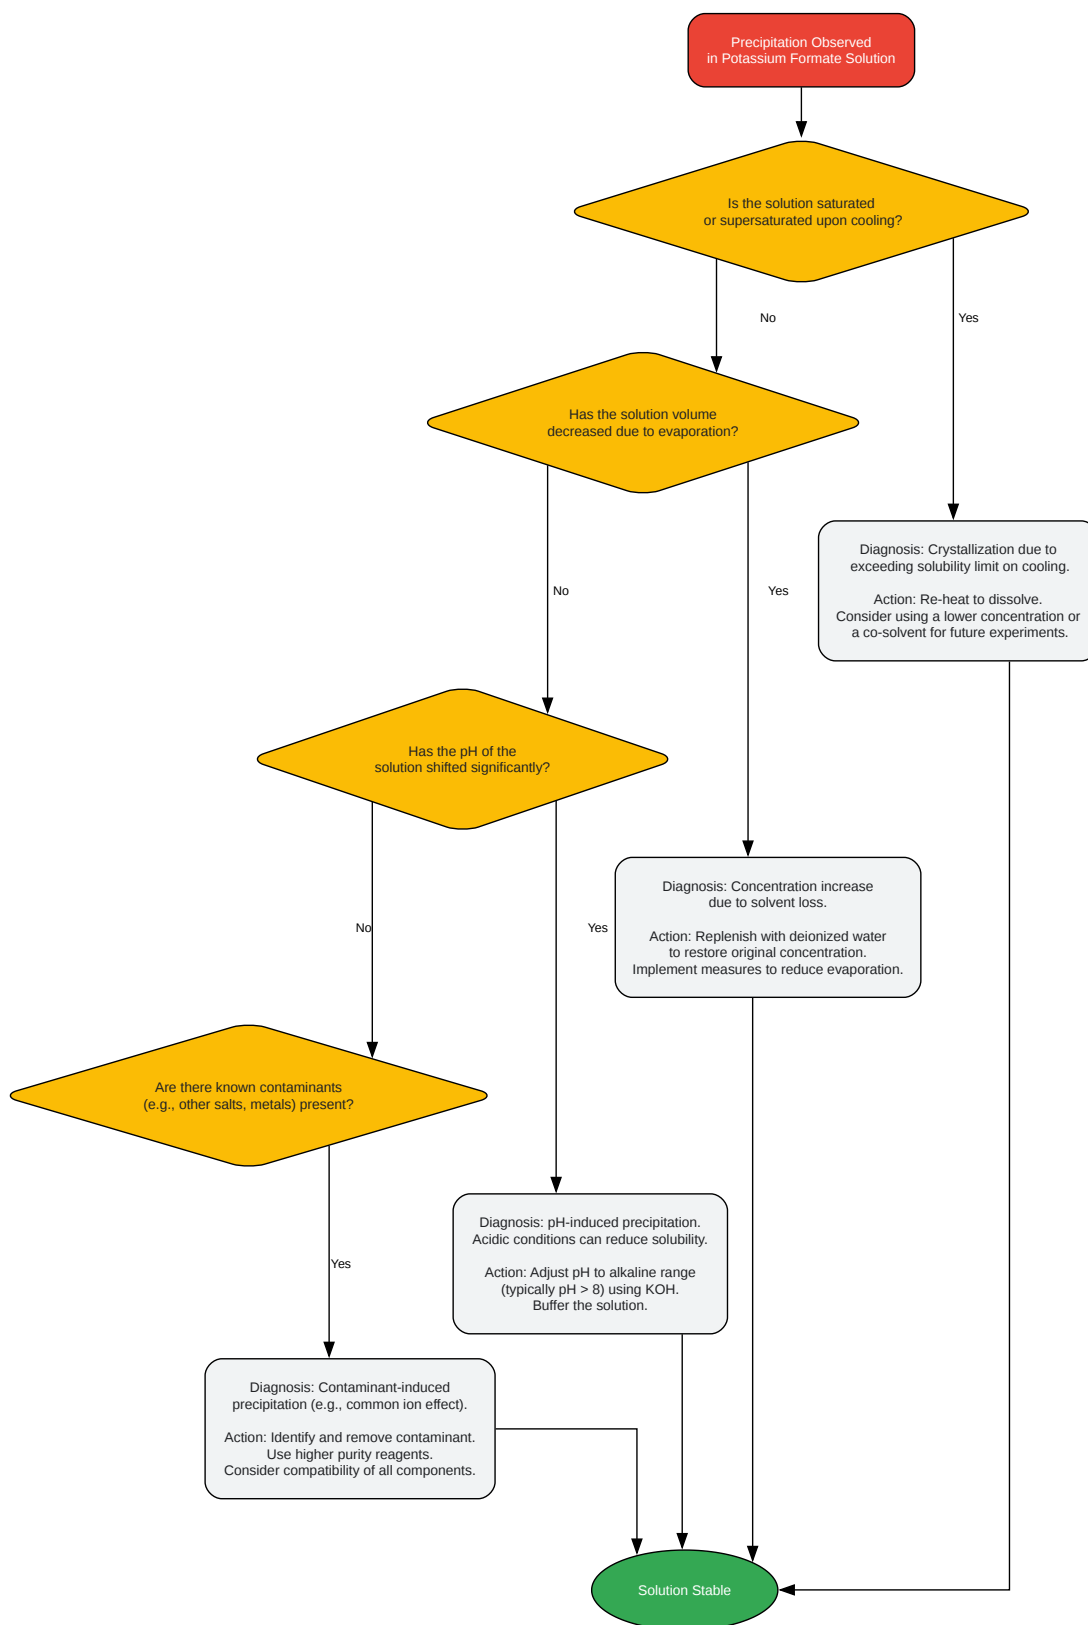 Precipitation Observed
in Potassium Formate Solution
Is the solution saturated
or supersaturated upon cooling?
No
Yes
Has the solution volume
decreased due to evaporation?
Diagnosis: Crystallization due to
exceeding solubility limit on cooling.
Action: Re-heat to dissolve.
Consider using a lower concentration or
a co-solvent for future experiments.
No
Yes
Has the pH of the
solution shifted significantly?
Diagnosis: Concentration increase
due to solvent loss.
Action: Replenish with deionized water
to restore original concentration.
Implement measures to reduce evaporation.
No
Yes
Are there known contaminants
(e.g., other salts, metals) present?
Diagnosis: pH-induced precipitation.
Acidic conditions can reduce solubility.
Action: Adjust pH to alkaline range
(typically pH > 8) using KOH.
Buffer the solution.
Yes
Diagnosis: Contaminant-induced
precipitation (e.g., common ion effect).
Action: Identify and remove contaminant.
Use higher purity reagents.
Consider compatibility of all components.
Solution Stable